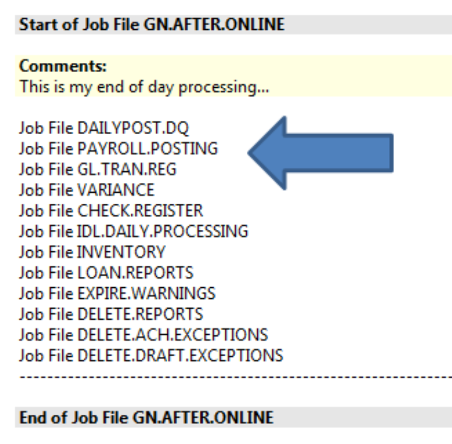 Start of Job File GN.AFTER.ONLINE
Comments:
This is my end of day processing...
Job File DAILYPOST.DQ
Job File PAYROLL.POSTING
Job File GL.TRAN.REG
Job File VARIANCE
Job File CHECK.REGISTER
Job File IDL.DAILY.PROCESSING
Job File INVENTORY
Job File LOAN.REPORTS
Job File EXPIRE.WARNINGS
Job File DELETE.REPORTS
Job File DELETE.ACH.EXCEPTIONS
Job File DELETE.DRAFT.EXCEPTIONS
End of Job File GN.AFTER.ONLINE